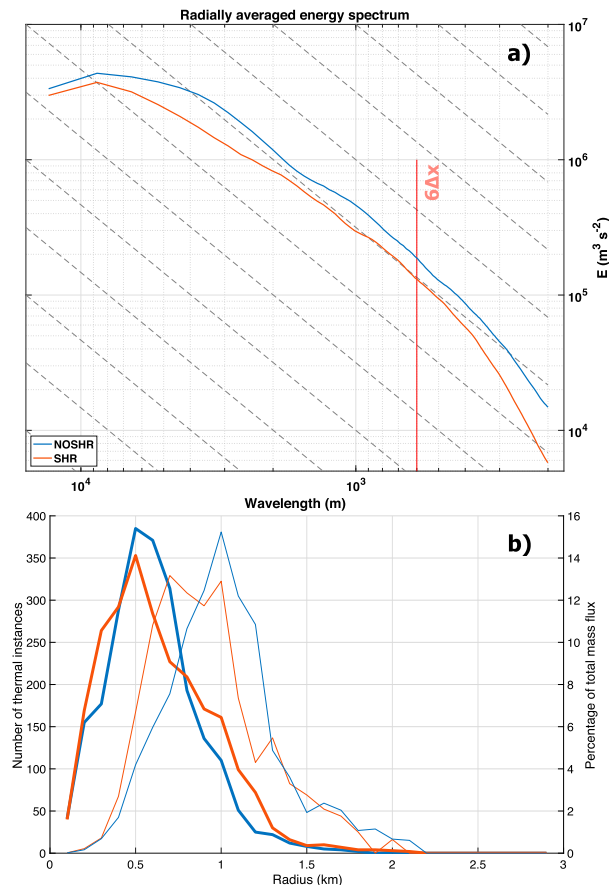 Radially averaged energy spectrum
a)
10^7
10^6
10^5
10^4
E (m^3 s^-2)
6Δx
NOSHR
SHR
10^4
10^3
Wavelength (m)
b)
400
350
300
250
200
150
100
50
0
Number of thermal instances
16
14
12
10
8
6
4
2
0
Percentage of total mass flux
0
0.5
1.0
1.5
2.0
2.5
3
Radius (km)